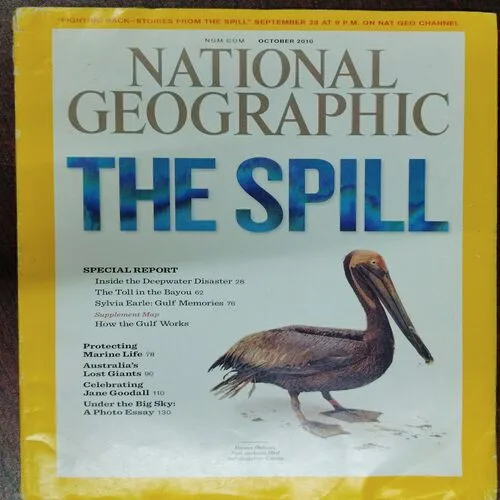 "FIGHTING BACK—STORIES FROM THE SPILL" SEPTEMBER 28 AT 9 P.M. ON NAT GEO CHANNEL
NGM.COM OCTOBER 2010
NATIONAL
GEOGRAPHIC
THE SPILL
SPECIAL REPORT
Inside the Deepwater Disaster 28
The Toll in the Bayou 62
Sylvia Earle: Gulf Memories 76
Supplement Map
How the Gulf Works
Protecting
Marine Life 78
Australia's
Lost Giants 90
Celebrating
Jane Goodall 110
Under the Big Sky:
A Photo Essay 130
Brown Pelican,